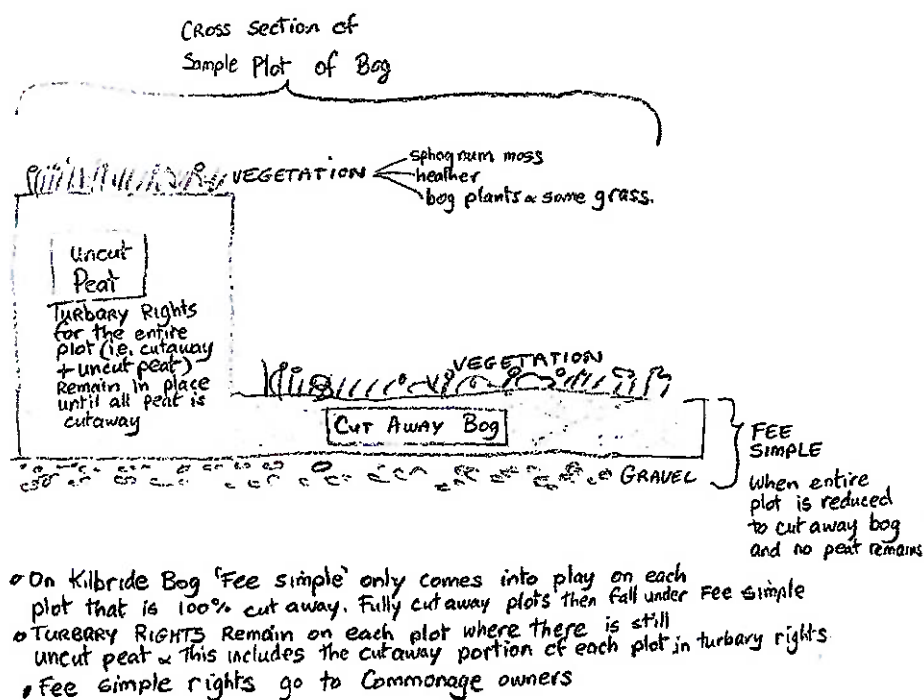 Cross Section of
Sample Plot of Bog
VEGETATION
sphagnum moss
heather
bog plants & some grass.
Uncut
Peat
TURBARY RIGHTS
for the entire
plot (i.e. cutaway
+ uncut peat)
Remain in place
until all peat is
cutaway
VEGETATION
CUT AWAY BOG
GRAVEL
FEE
SIMPLE
When entire
plot is reduced
to cut away bog
and no peat remains
On Kilbride Bog 'Fee simple' only comes into play on each
plot that is 100% cut away. Fully cutaway plots then fall under Fee simple
TURBARY RIGHTS Remain on each plot where there is still
uncut peat & This includes the cutaway portion of each plot in turbary rights
Fee simple rights go to Commonage owners